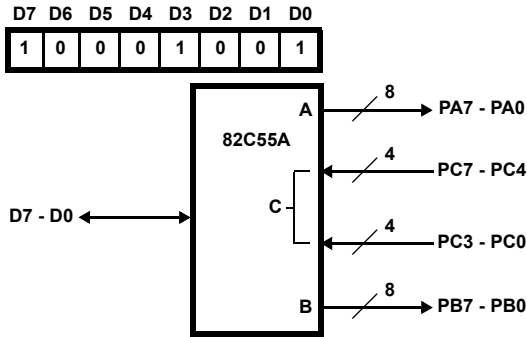 D7 D6 D5 D4 D3 D2 D1 D0
1 0 0 0 1 0 0 1
8
A PA7 - PA0
82C55A
4
PC7 - PC4
C
D7 - D0
4
PC3 - PC0
8
B PB7 - PB0